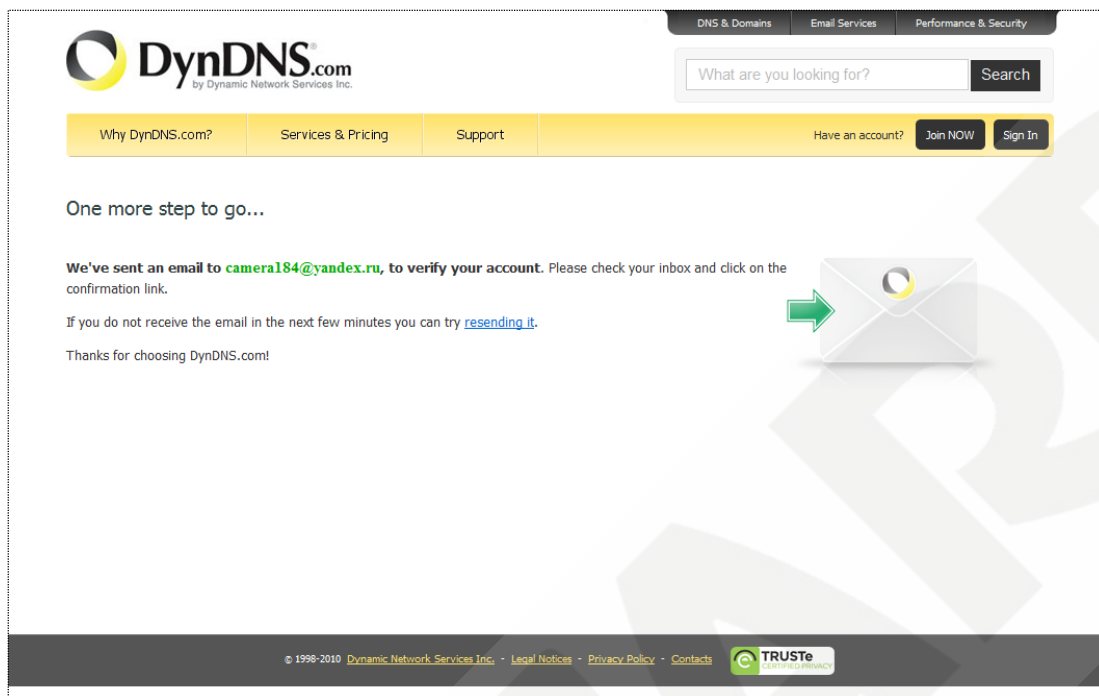 DNS & Domains Email Services Performance & Security
DynDNS.com
by Dynamic Network Services Inc.
What are you looking for? Search
Why DynDNS.com? Services & Pricing Support Have an account? Join NOW Sign In
One more step to go...
We've sent an email to camera184@yandex.ru, to verify your account. Please check your inbox and click on the
confirmation link.
If you do not receive the email in the next few minutes you can try resending it.
Thanks for choosing DynDNS.com!
© 1998-2010 Dynamic Network Services Inc. - Legal Notices - Privacy Policy - Contacts TRUSTe
CERTIFIED PRIVACY